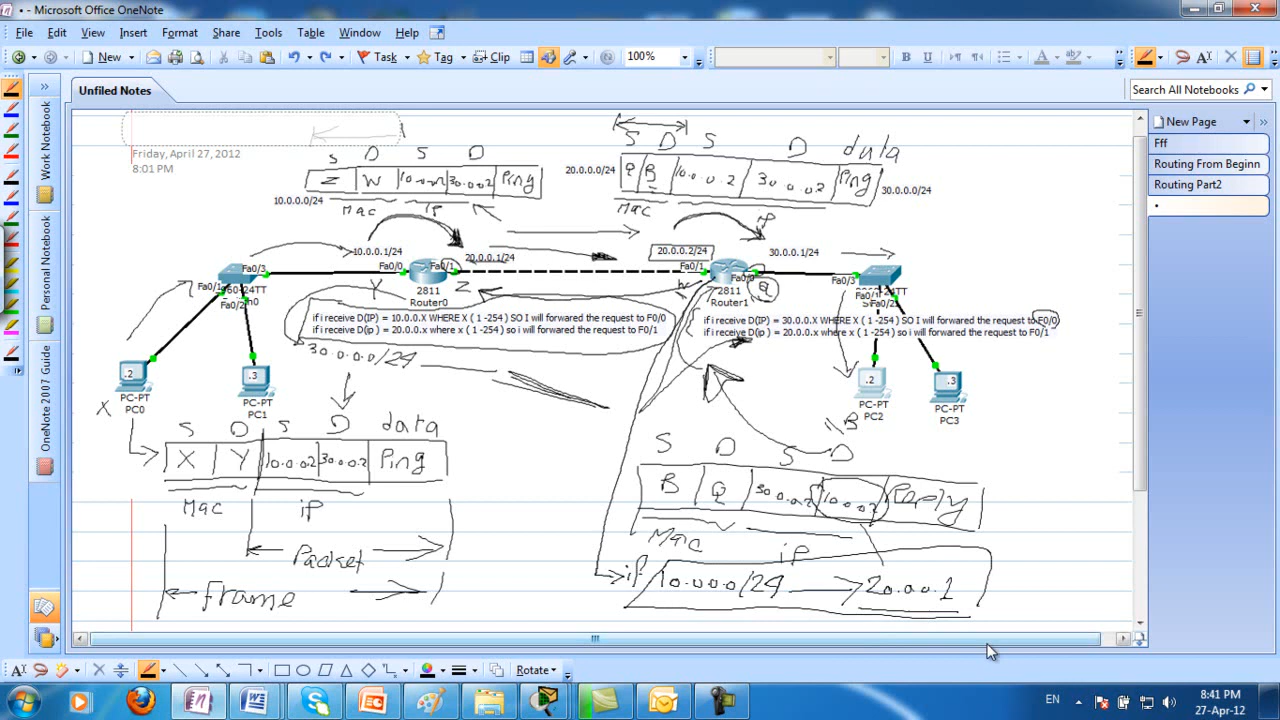 • - Microsoft Office OneNote
File Edit View Insert Format Share Tools Table Window Help
New Task Tag Clip 100% B U A ab
Unfiled Notes
Search All Notebooks
New Page
Fff
Routing From Beginn
Routing Part2
•
Work Notebook
Personal Notebook
OneNote 2007 Guide
Friday, April 27, 2012
8:01 PM
S D S D
Z W 10.0.0.2 30.0.0.2 Ping
Mac IP
10.0.0.0/24
S D S D data
20.0.0.0/24
Q B 10.0.0.2 30.0.0.2 Ping
30.0.0.0/24
Mac IP
10.0.0.1/24
20.0.0.1/24
20.0.0.2/24
30.0.0.1/24
Fa0/3
Fa0/0
Fa0/1
Fa0/1
Fa0/0
Fa0/3
Fa0/1
Fa0/2
2811
Router0
2811
Router1
Y
Z
Q
if i receive D(IP) = 10.0.0.X WHERE X ( 1 -254 ) SO I will forwared the request to F0/0
if i receive D(ip ) = 20.0.0.x where x ( 1 -254 ) so i will forwared the request to F0/1
30.0.0.0/24
if i receive D(IP) = 30.0.0.X WHERE X ( 1 -254 ) SO I will forwared the request to F0/0
if i receive D(ip ) = 20.0.0.x where x ( 1 -254 ) so i will forwared the request to F0/1
.2
PC-PT
PC0
X
.3
PC-PT
PC1
.2
PC-PT
PC2
B
.3
PC-PT
PC3
S D S D data
X Y 10.0.0.2 30.0.0.2 Ping
Mac IP
Packet
Frame
S D S D
B Q 30.0.0.2 10.0.0.2 Reply
Mac IP
if 10.0.0.0/24 20.0.0.1
Rotate
EN
8:41 PM
27-Apr-12